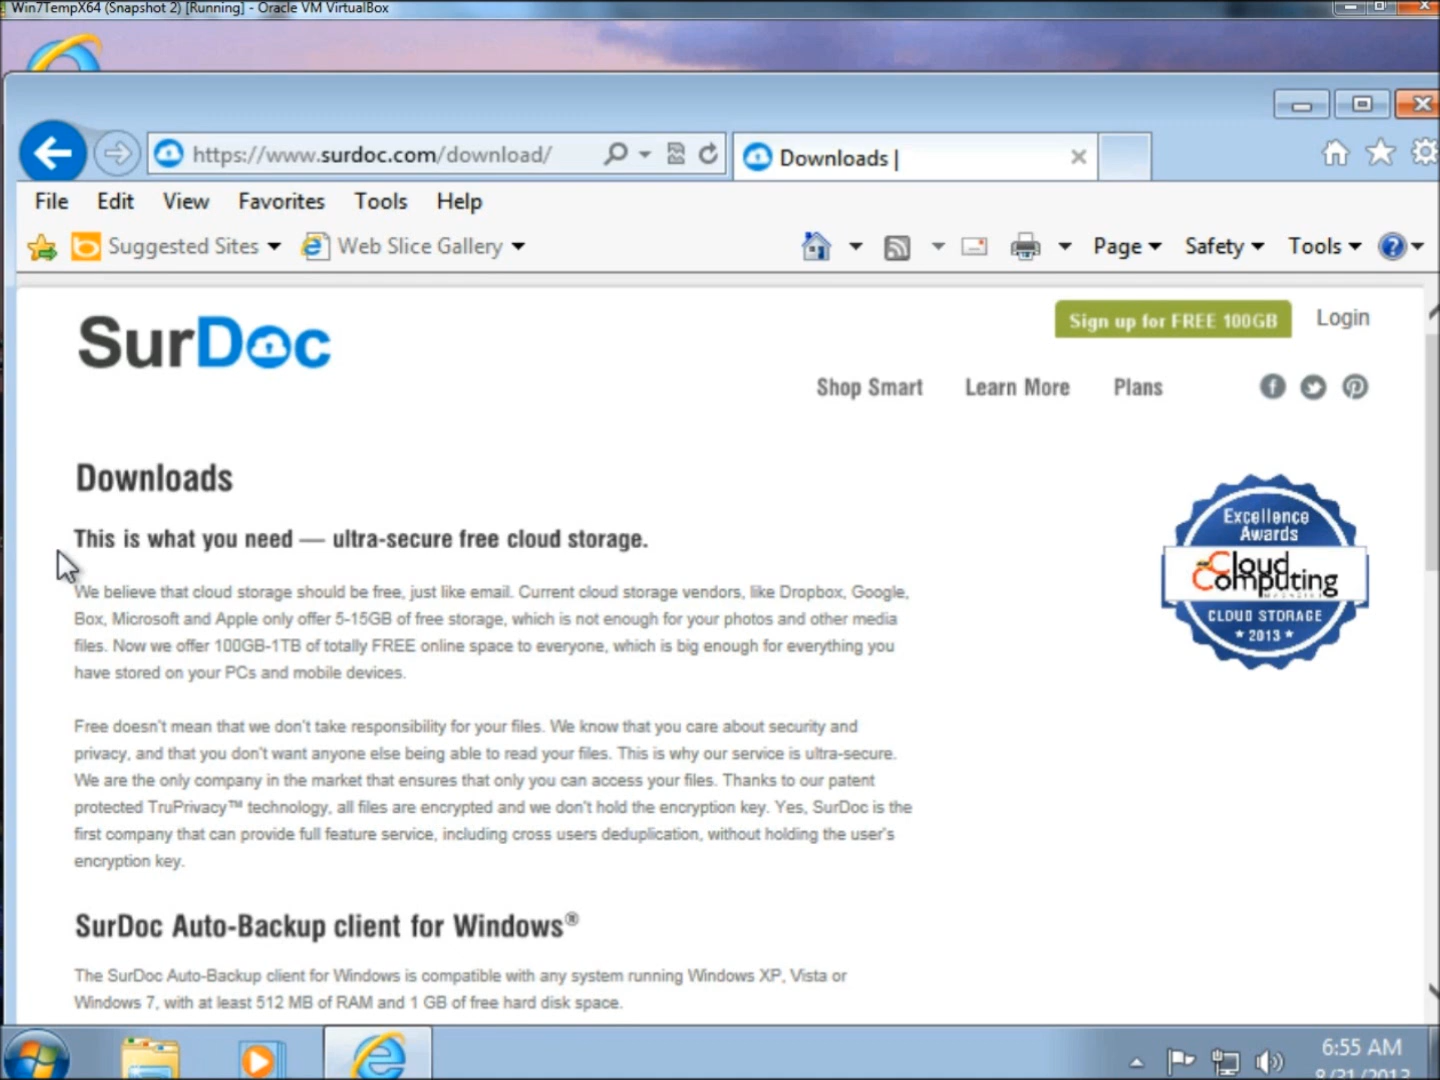 Win7TempX64 (Snapshot 2) [Running] - Oracle VM VirtualBox
https://www.surdoc.com/download/
Downloads |
File Edit View Favorites Tools Help
Suggested Sites Web Slice Gallery Page Safety Tools
SurDoc
Sign up for FREE 100GB Login
Shop Smart Learn More Plans
Downloads
This is what you need — ultra-secure free cloud storage.
We believe that cloud storage should be free, just like email. Current cloud storage vendors, like Dropbox, Google,
Box, Microsoft and Apple only offer 5-15GB of free storage, which is not enough for your photos and other media
files. Now we offer 100GB-1TB of totally FREE online space to everyone, which is big enough for everything you
have stored on your PCs and mobile devices.
Free doesn't mean that we don't take responsibility for your files. We know that you care about security and
privacy, and that you don't want anyone else being able to read your files. This is why our service is ultra-secure.
We are the only company in the market that ensures that only you can access your files. Thanks to our patent
protected TruPrivacy™ technology, all files are encrypted and we don't hold the encryption key. Yes, SurDoc is the
first company that can provide full feature service, including cross users deduplication, without holding the user's
encryption key.
Excellence
Awards
Cloud
Computing
CLOUD STORAGE
★ 2013 ★
SurDoc Auto-Backup client for Windows®
The SurDoc Auto-Backup client for Windows is compatible with any system running Windows XP, Vista or
Windows 7, with at least 512 MB of RAM and 1 GB of free hard disk space.
6:55 AM
8/31/2013